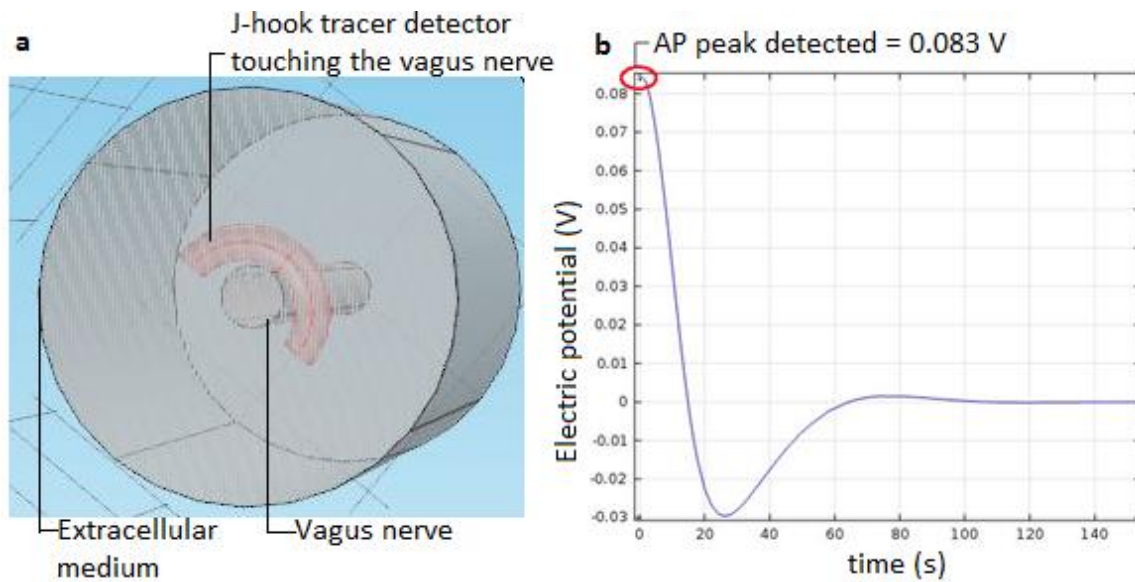 a
J-hook tracer detector
touching the vagus nerve
Extracellular
medium
Vagus nerve
b
AP peak detected = 0.083 V
Electric potential (V)
0.08
0.07
0.06
0.05
0.04
0.03
0.02
0.01
0
-0.01
-0.02
-0.03
0
20
40
60
80
100
120
140
time (s)